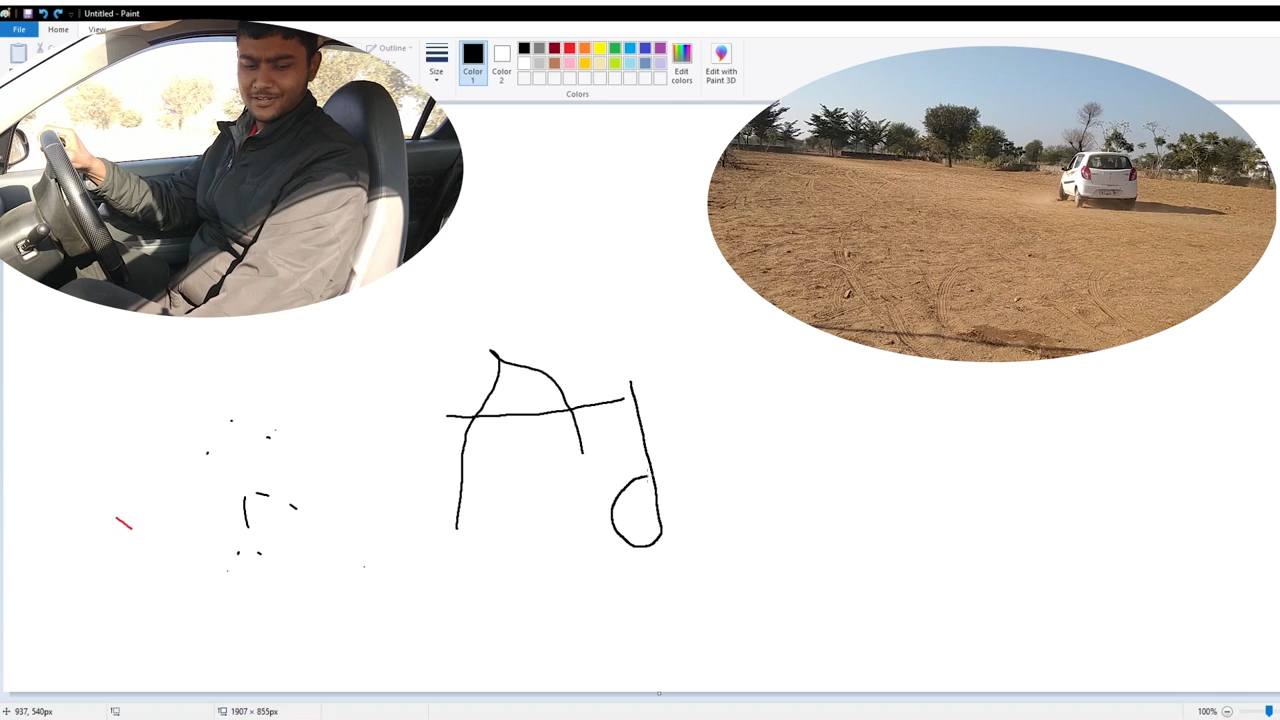 Untitled - Paint
File Home View
Outline
Size
Color 1
Color 2
Edit colors
Edit with Paint 3D
Colors
Ad
937, 540px
1907 × 855px
100%